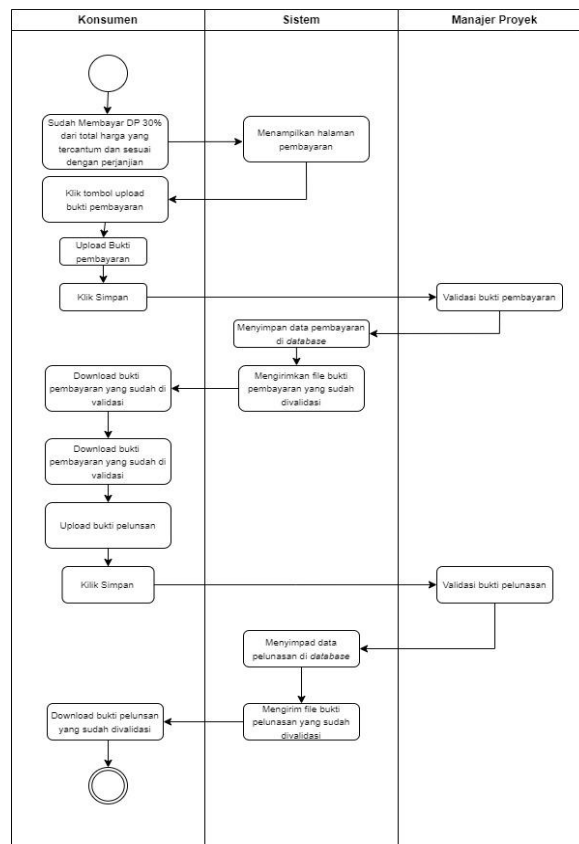 Konsumen
Sistem
Manajer Proyek
Sudah Membayar DP 30%
dari total harga yang
tercantum dan sesuai
dengan perjanjian
Menampilkan halaman
pembayaran
Klik tombol upload
bukti pembayaran
Upload Bukti
pembayaran
Klik Simpan
Validasi bukti pembayaran
Menyimpan data pembayaran
di database
Mengirimkan file bukti
pembayaran yang sudah
divalidasi
Download bukti
pembayaran yang sudah di
validasi
Download bukti
pembayaran yang sudah di
validasi
Upload bukti pelunsan
Kilik Simpan
Validasi bukti pelunasan
Menyimpad data
pelunasan di database
Mengirim file bukti
pelunasan yang sudah
divalidasi
Download bukti pelunsan
yang sudah divalidasi